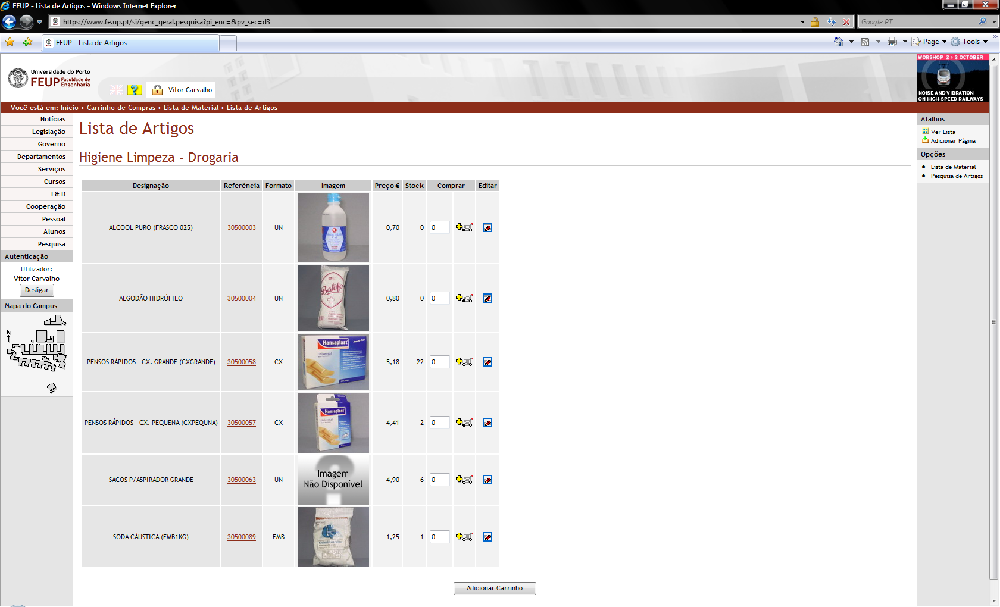 FEUP - Lista de Artigos - Windows Internet Explorer
https://www.fe.up.pt/si/genc_geral.pesquisa?pi_enc=&pv_sec=d3
Google PT
FEUP - Lista de Artigos
Page
Tools
Universidade do Porto
FEUP Faculdade de Engenharia
Vítor Carvalho
WORSHOP 2 > 3 OCTOBER
NOISE AND VIBRATION
ON HIGH-SPEED RAILWAYS
Você está em: Início > Carrinho de Compras > Lista de Material > Lista de Artigos
Notícias
Legislação
Governo
Departamentos
Serviços
Cursos
I & D
Cooperação
Pessoal
Alunos
Pesquisa
Autenticação
Utilizador:
Vítor Carvalho
Desligar
Mapa do Campus
N
Lista de Artigos
Higiene Limpeza - Drogaria
Designação Referência Formato Imagem Preço € Stock Comprar Editar
ALCOOL PURO (FRASCO 025) 30500003 UN 0,70 0 0
ALGODÃO HIDRÓFILO 30500004 UN Balofo 0,80 0 0
PENSOS RÁPIDOS - CX. GRANDE (CXGRANDE) 30500058 CX Hansaplast Universal 5,18 22 0
PENSOS RÁPIDOS - CX. PEQUENA (CXPEQUNA) 30500057 CX Hansaplast Universal 4,41 2 0
SACOS P/ASPIRADOR GRANDE 30500063 UN Imagem Não Disponível 4,90 6 0
SODA CÁUSTICA (EMB1KG) 30500089 EMB 1,25 1 0
Adicionar Carrinho
Atalhos
Ver Lista
Adicionar Página
Opções
Lista de Material
Pesquisa de Artigos